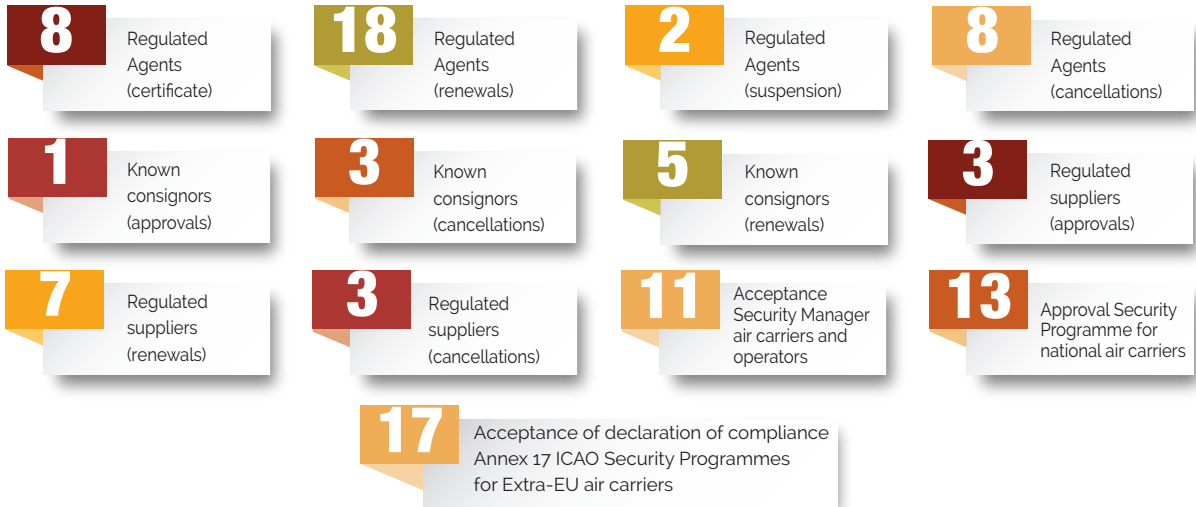 8
Regulated
Agents
(certificate)
18
Regulated
Agents
(renewals)
2
Regulated
Agents
(suspension)
8
Regulated
Agents
(cancellations)
1
Known
consignors
(approvals)
3
Known
consignors
(cancellations)
5
Known
consignors
(renewals)
3
Regulated
suppliers
(approvals)
7
Regulated
suppliers
(renewals)
3
Regulated
suppliers
(cancellations)
11
Acceptance
Security Manager
air carriers and
operators
13
Approval Security
Programme for
national air carriers
17
Acceptance of declaration of compliance
Annex 17 ICAO Security Programmes
for Extra-EU air carriers